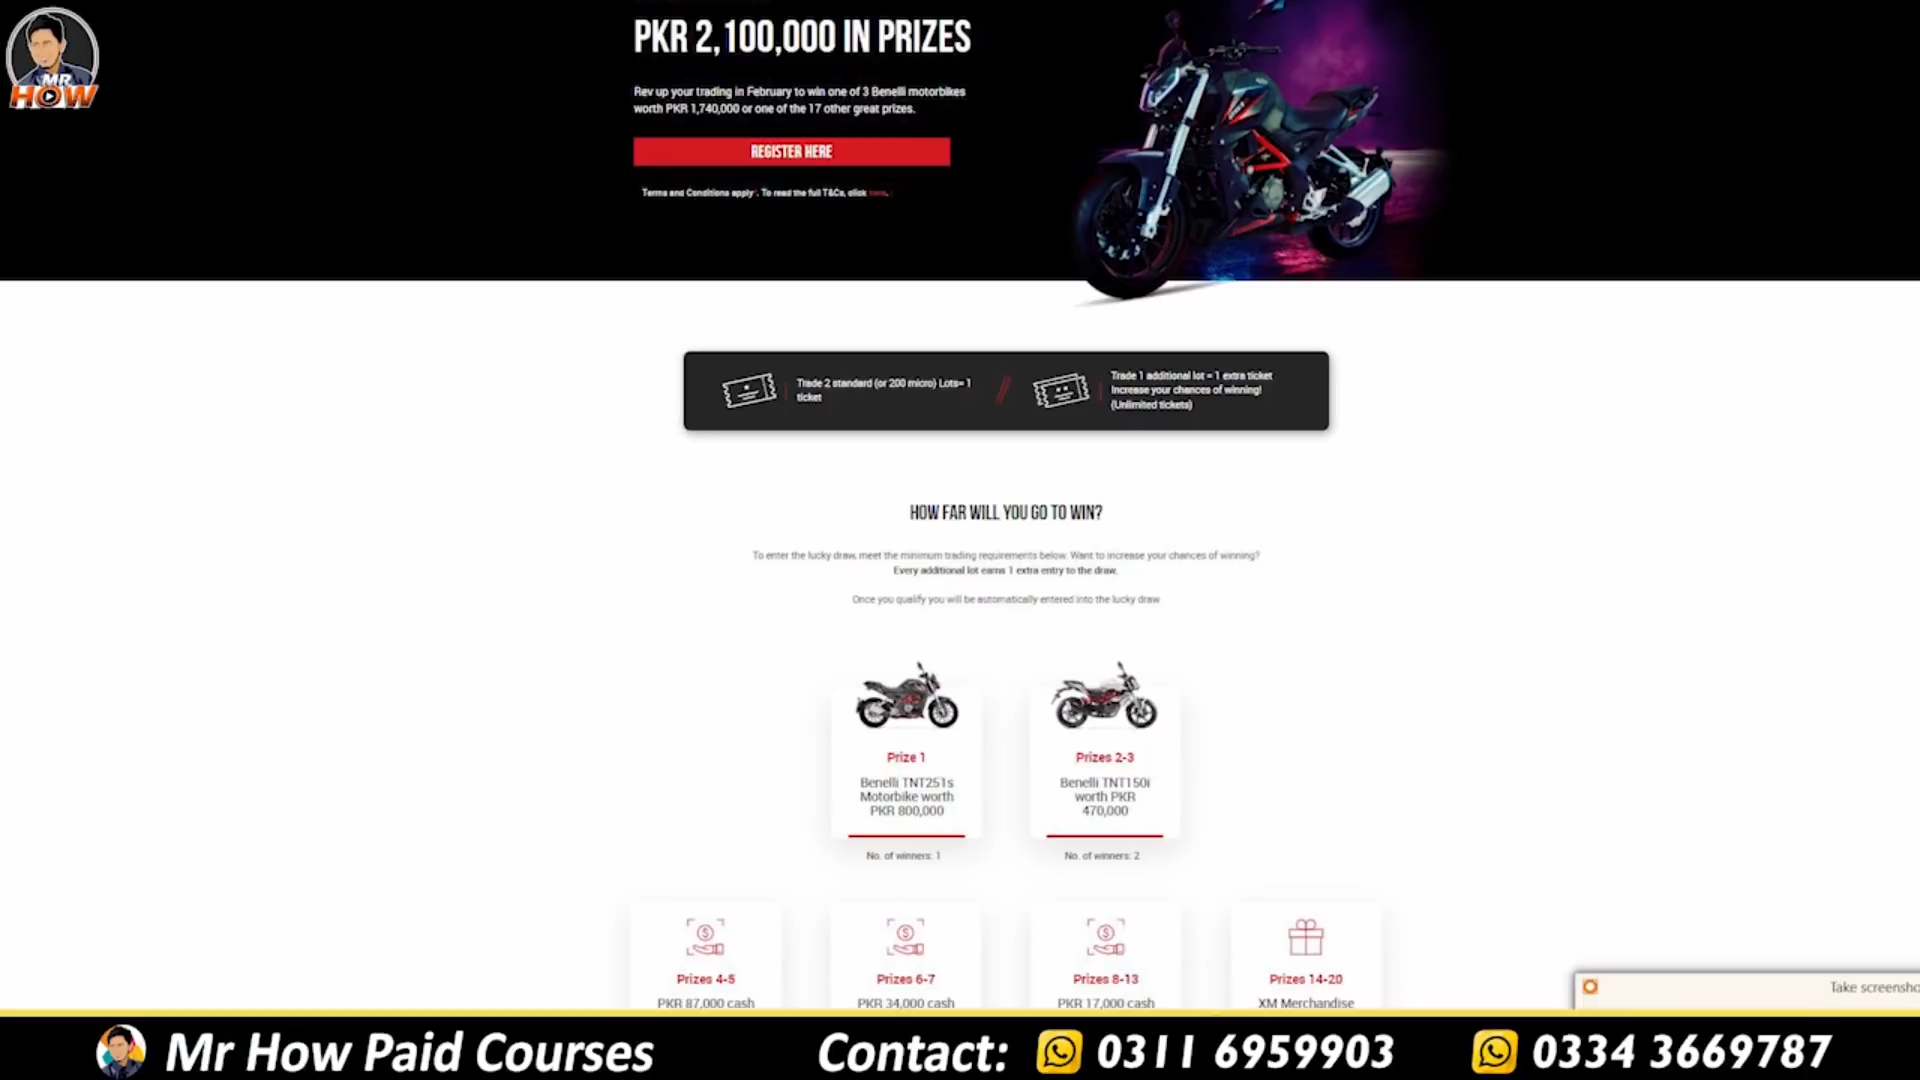 MR
HOW
PKR 2,100,000 IN PRIZES
Rev up your trading in February to win one of 3 Benelli motorbikes
worth PKR 1,740,000 or one of the 17 other great prizes.
REGISTER HERE
Terms and Conditions apply*. To read the full T&Cs, click here.
Trade 2 standard (or 200 micro) Lots= 1
ticket
Trade 1 additional lot = 1 extra ticket
Increase your chances of winning!
(Unlimited tickets)
HOW FAR WILL YOU GO TO WIN?
To enter the lucky draw, meet the minimum trading requirements below. Want to increase your chances of winning?
Every additional lot earns 1 extra entry to the draw.
Once you qualify you will be automatically entered into the lucky draw
Prize 1
Benelli TNT251s
Motorbike worth
PKR 800,000
No. of winners: 1
Prizes 2-3
Benelli TNT150i
worth PKR
470,000
No. of winners: 2
Prizes 4-5
PKR 87,000 cash
Prizes 6-7
PKR 34,000 cash
Prizes 8-13
PKR 17,000 cash
Prizes 14-20
XM Merchandise
Take screensho
Mr How Paid Courses Contact: 0311 6959903 0334 3669787